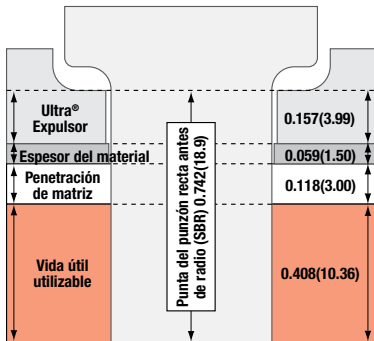 Ultra®
Expulsor
0.157(3.99)
Espesor del material
0.059(1.50)
Penetración
de matriz
0.118(3.00)
Punta del punzón recta antes
de radio (SBR) 0.742(18.9)
Vida útil
utilizable
0.408(10.36)